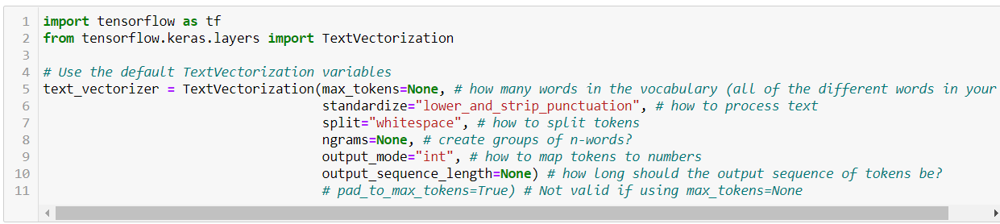 1 import tensorflow as tf
2 from tensorflow.keras.layers import TextVectorization
3
4 # Use the default TextVectorization variables
5 text_vectorizer = TextVectorization(max_tokens=None, # how many words in the vocabulary (all of the different words in your
6 standardize="lower_and_strip_punctuation", # how to process text
7 split="whitespace", # how to split tokens
8 ngrams=None, # create groups of n-words?
9 output_mode="int", # how to map tokens to numbers
10 output_sequence_length=None) # how long should the output sequence of tokens be?
11 # pad_to_max_tokens=True) # Not valid if using max_tokens=None